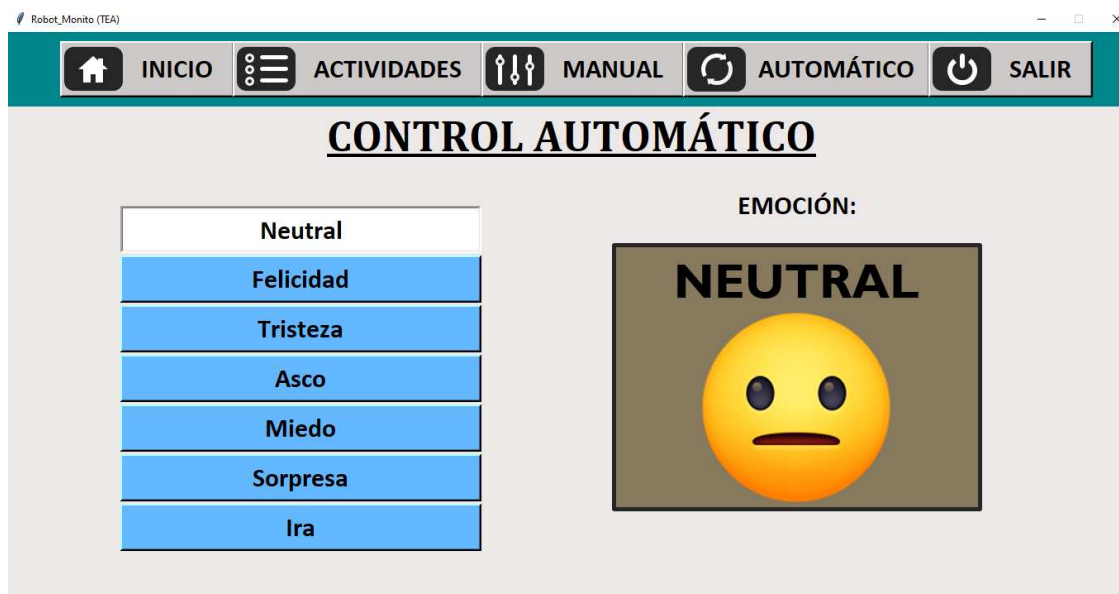 Robot_Monito (TEA)
INICIO ACTIVIDADES MANUAL AUTOMÁTICO SALIR
CONTROL AUTOMÁTICO
Neutral
Felicidad
Tristeza
Asco
Miedo
Sorpresa
Ira
EMOCIÓN:
NEUTRAL